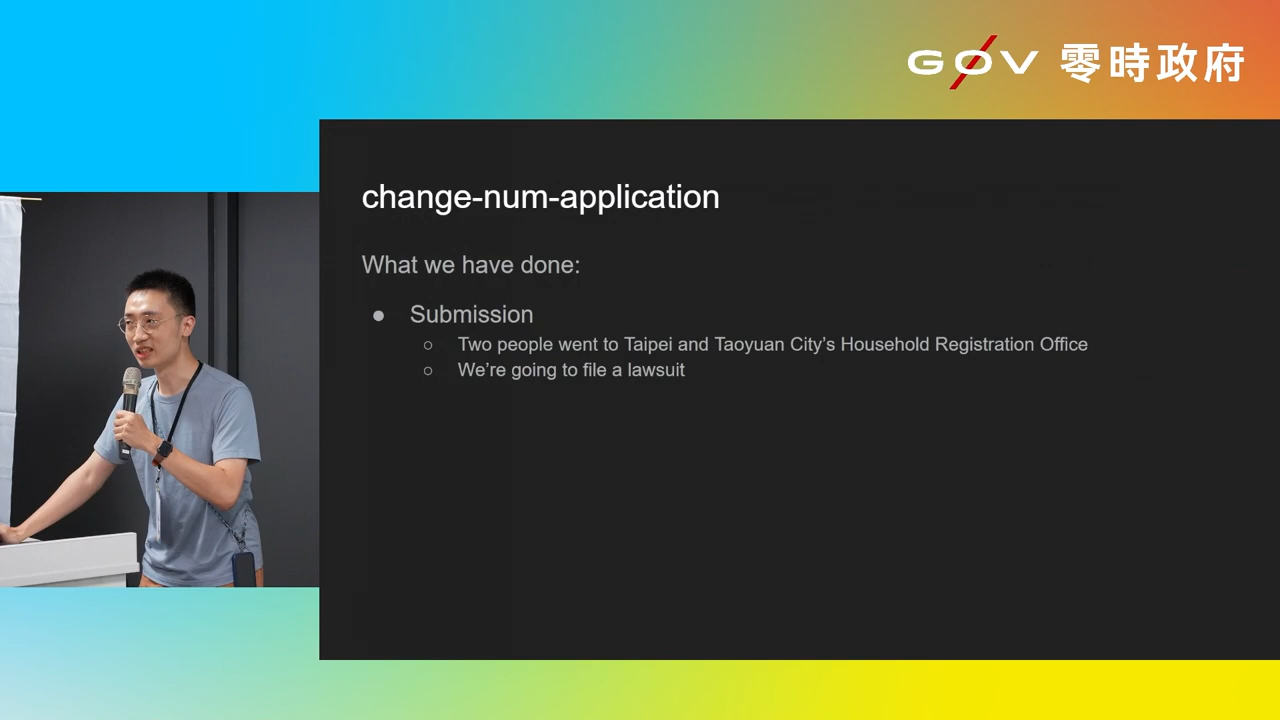 GØV 零時政府
change-num-application
What we have done:
● Submission
○ Two people went to Taipei and Taoyuan City’s Household Registration Office
○ We’re going to file a lawsuit